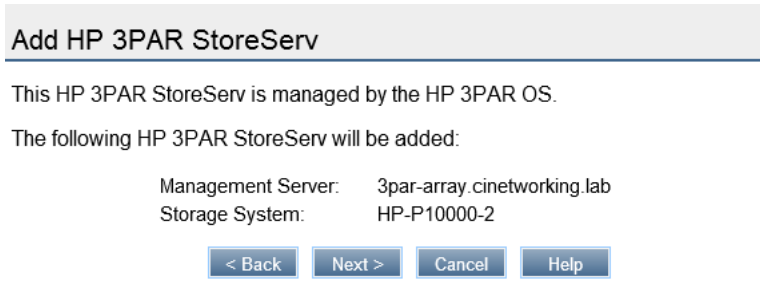 Add HP 3PAR StoreServ
This HP 3PAR StoreServ is managed by the HP 3PAR OS.
The following HP 3PAR StoreServ will be added:
Management Server: 3par-array.cinetworking.lab
Storage System: HP-P10000-2
< Back Next > Cancel Help